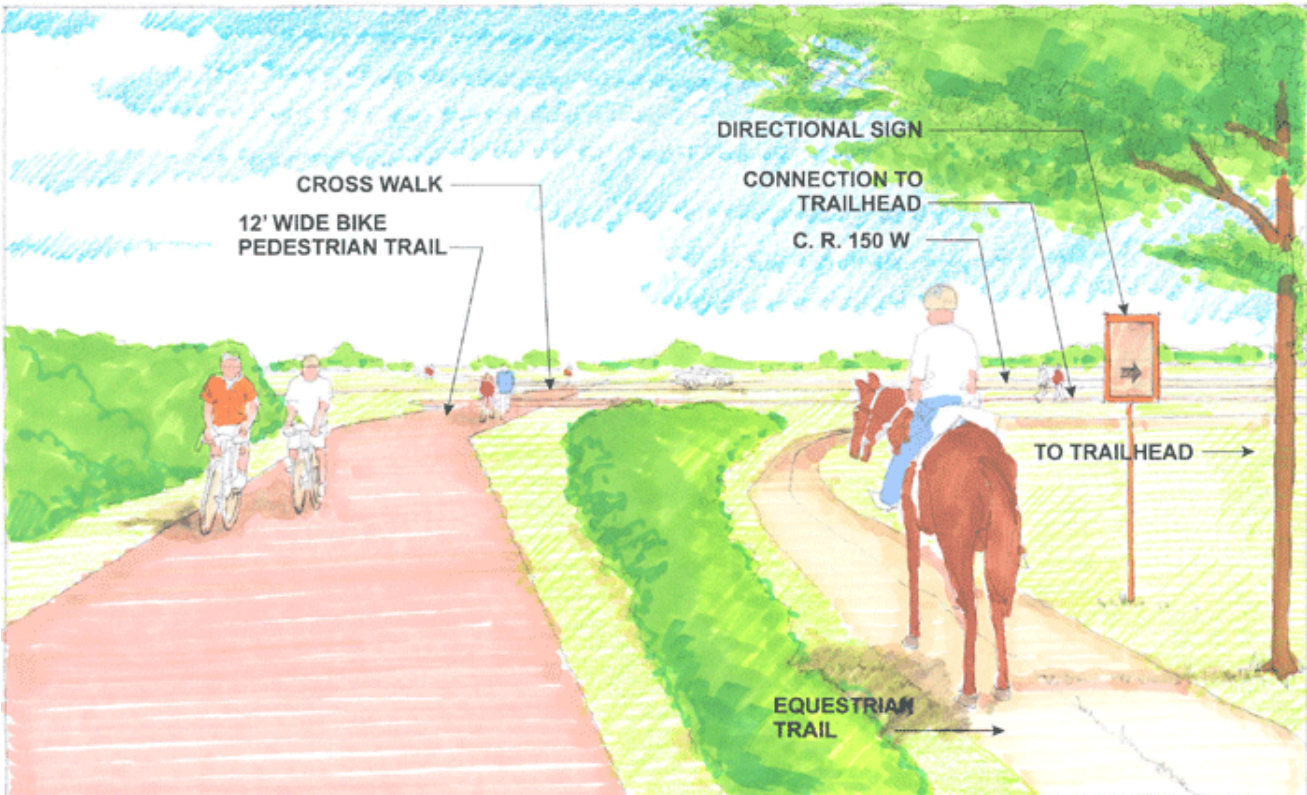 DIRECTIONAL SIGN
CROSS WALK
CONNECTION TO
TRAILHEAD
12' WIDE BIKE
PEDESTRIAN TRAIL
C. R. 150 W
TO TRAILHEAD
EQUESTRIAN
TRAIL